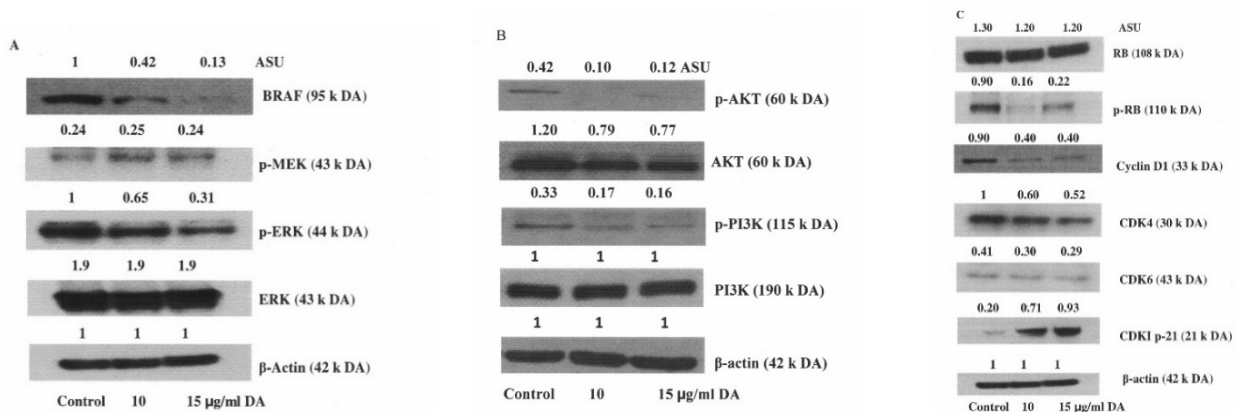 A
1 0.42 0.13 ASU
BRAF (95 k DA)
0.24 0.25 0.24
p-MEK (43 k DA)
1 0.65 0.31
p-ERK (44 k DA)
1.9 1.9 1.9
ERK (43 k DA)
1 1 1
β-Actin (42 k DA)
Control 10 15 µg/ml DA
B
0.42 0.10 0.12 ASU
p-AKT (60 k DA)
1.20 0.79 0.77
AKT (60 k DA)
0.33 0.17 0.16
p-PI3K (115 k DA)
1 1 1
PI3K (190 k DA)
1 1 1
β-actin (42 k DA)
Control 10 15 µg/ml DA
C
1.30 1.20 1.20 ASU
RB (108 k DA)
0.90 0.16 0.22
p-RB (110 k DA)
0.90 0.40 0.40
Cyclin D1 (33 k DA)
1 0.60 0.52
CDK4 (30 k DA)
0.41 0.30 0.29
CDK6 (43 k DA)
0.20 0.71 0.93
CDKI p-21 (21 k DA)
1 1 1
β-actin (42 k DA)
Control 10 15 µg/ml DA